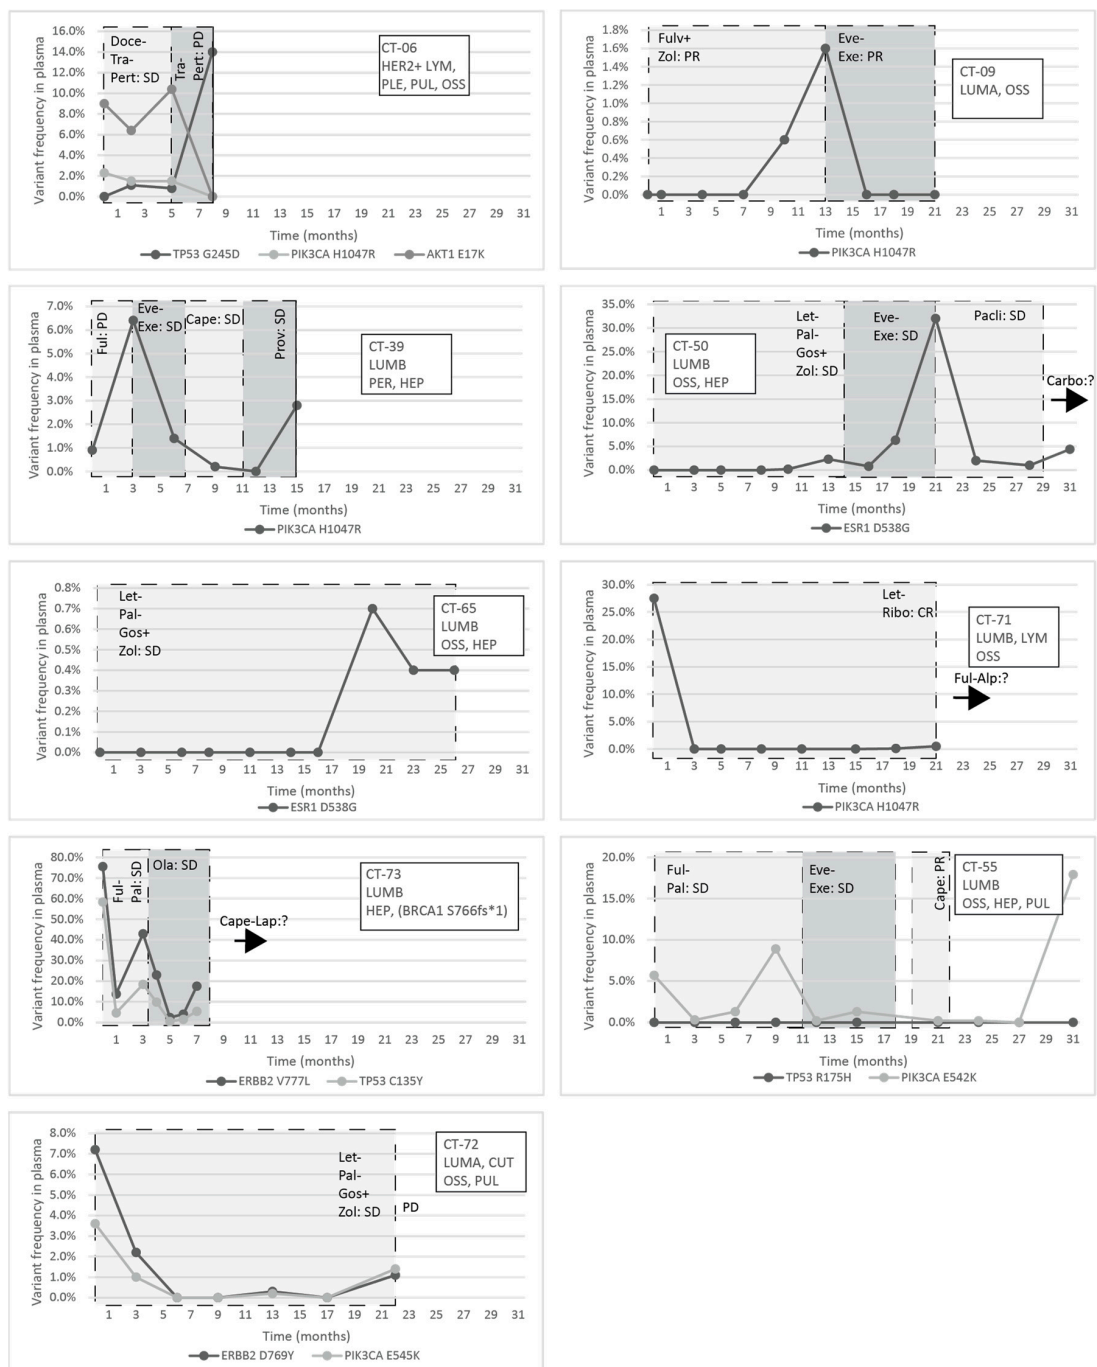 Variant frequency in plasma
16.0%
14.0%
12.0%
10.0%
8.0%
6.0%
4.0%
2.0%
0.0%
Doce-
Tra-
Pert: SD
Tra-
Pert: PD
CT-06
HER2+ LYM,
PLE, PUL, OSS
1 3 5 7 9 11 13 15 17 19 21 23 25 27 29 31
Time (months)
TP53 G245D PIK3CA H1047R AKT1 E17K
Variant frequency in plasma
1.8%
1.6%
1.4%
1.2%
1.0%
0.8%
0.6%
0.4%
0.2%
0.0%
Fulv+
Zol: PR
Eve-
Exe: PR
CT-09
LUMA, OSS
1 3 5 7 9 11 13 15 17 19 21 23 25 27 29 31
Time (months)
PIK3CA H1047R
Variant frequency in plasma
7.0%
6.0%
5.0%
4.0%
3.0%
2.0%
1.0%
0.0%
Ful: PD
Eve-
Exe: SD
Cape: SD
Prov: SD
CT-39
LUMB
PER, HEP
1 3 5 7 9 11 13 15 17 19 21 23 25 27 29 31
Time (months)
PIK3CA H1047R
Variant frequency in plasma
35.0%
30.0%
25.0%
20.0%
15.0%
10.0%
5.0%
0.0%
CT-50
LUMB
OSS, HEP
Let-
Pal-
Gos+
Zol: SD
Eve-
Exe: SD
Pacli: SD
Carbo:?
1 3 5 7 9 11 13 15 17 19 21 23 25 27 29 31
Time (months)
ESR1 D538G
Variant frequency in plasma
0.8%
0.7%
0.6%
0.5%
0.4%
0.3%
0.2%
0.1%
0.0%
Let-
Pal-
Gos+
Zol: SD
CT-65
LUMB
OSS, HEP
1 3 5 7 9 11 13 15 17 19 21 23 25 27 29 31
Time (months)
ESR1 D538G
Variant frequency in plasma
30.0%
25.0%
20.0%
15.0%
10.0%
5.0%
0.0%
Let-
Ribo: CR
CT-71
LUMB, LYM
OSS
Ful-Alp:?
1 3 5 7 9 11 13 15 17 19 21 23 25 27 29 31
Time (months)
PIK3CA H1047R
Variant frequency in plasma
80.0%
70.0%
60.0%
50.0%
40.0%
30.0%
20.0%
10.0%
0.0%
Ful-
Pal: SD
Ola: SD
CT-73
LUMB
HEP, (BRCA1 S766fs*1)
Cape-Lap:?
1 3 5 7 9 11 13 15 17 19 21 23 25 27 29 31
Time (months)
ERBB2 V777L TP53 C135Y
Variant frequency in plasma
20.0%
15.0%
10.0%
5.0%
0.0%
Ful-
Pal: SD
Eve-
Exe: SD
Cape: PR
CT-55
LUMB
OSS, HEP, PUL
1 3 5 7 9 11 13 15 17 19 21 23 25 27 29 31
Time (months)
TP53 R175H PIK3CA E542K
Variant frequency in plasma
8.0%
7.0%
6.0%
5.0%
4.0%
3.0%
2.0%
1.0%
0.0%
Let-
Pal-
Gos+
Zol: SD
PD
CT-72
LUMA, CUT
OSS, PUL
1 3 5 7 9 11 13 15 17 19 21 23 25 27 29 31
Time (months)
ERBB2 D769Y PIK3CA E545K